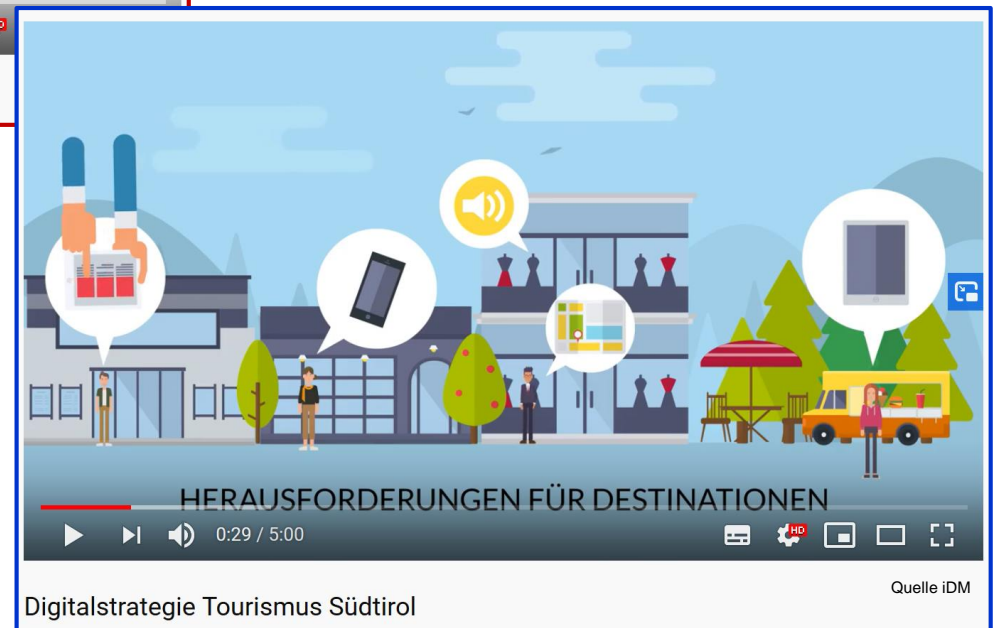 HERAUSFORDERUNGEN FÜR DESTINATIONEN
0:29 / 5:00
HD
Quelle iDM
Digitalstrategie Tourismus Südtirol